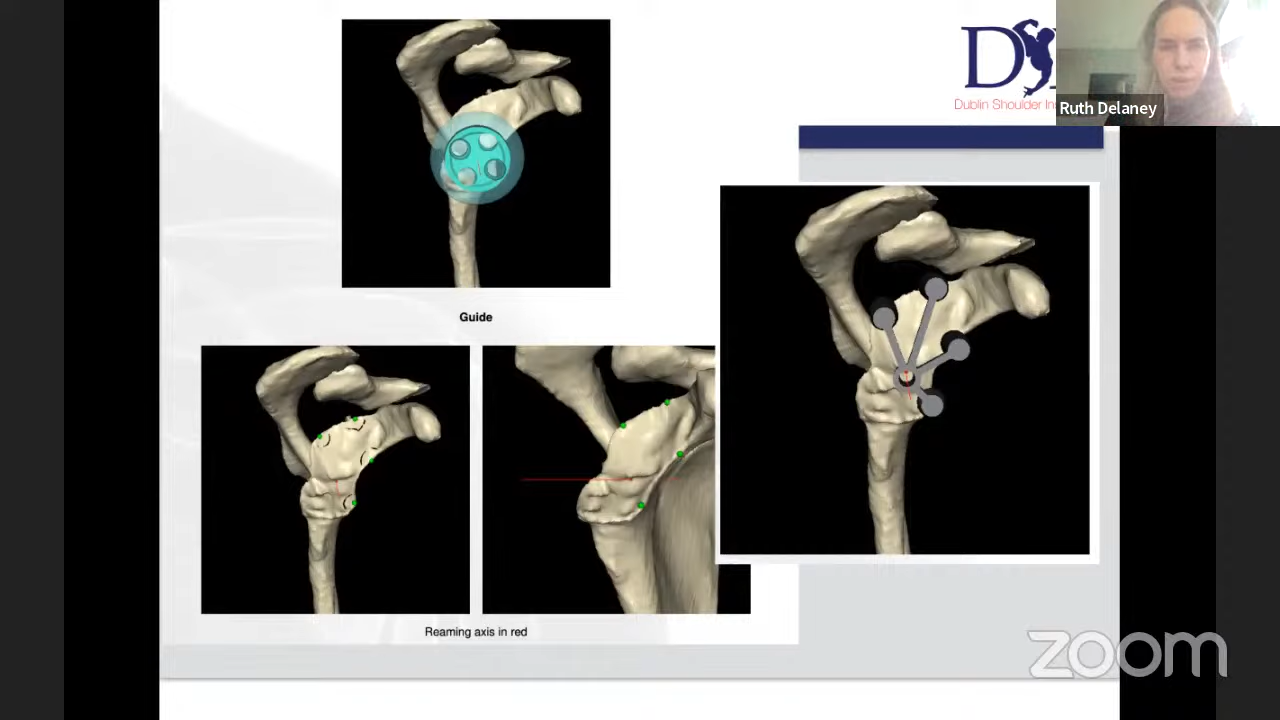 D
Dublin Shoulder In
Ruth Delaney
Guide
Reaming axis in red
zoom